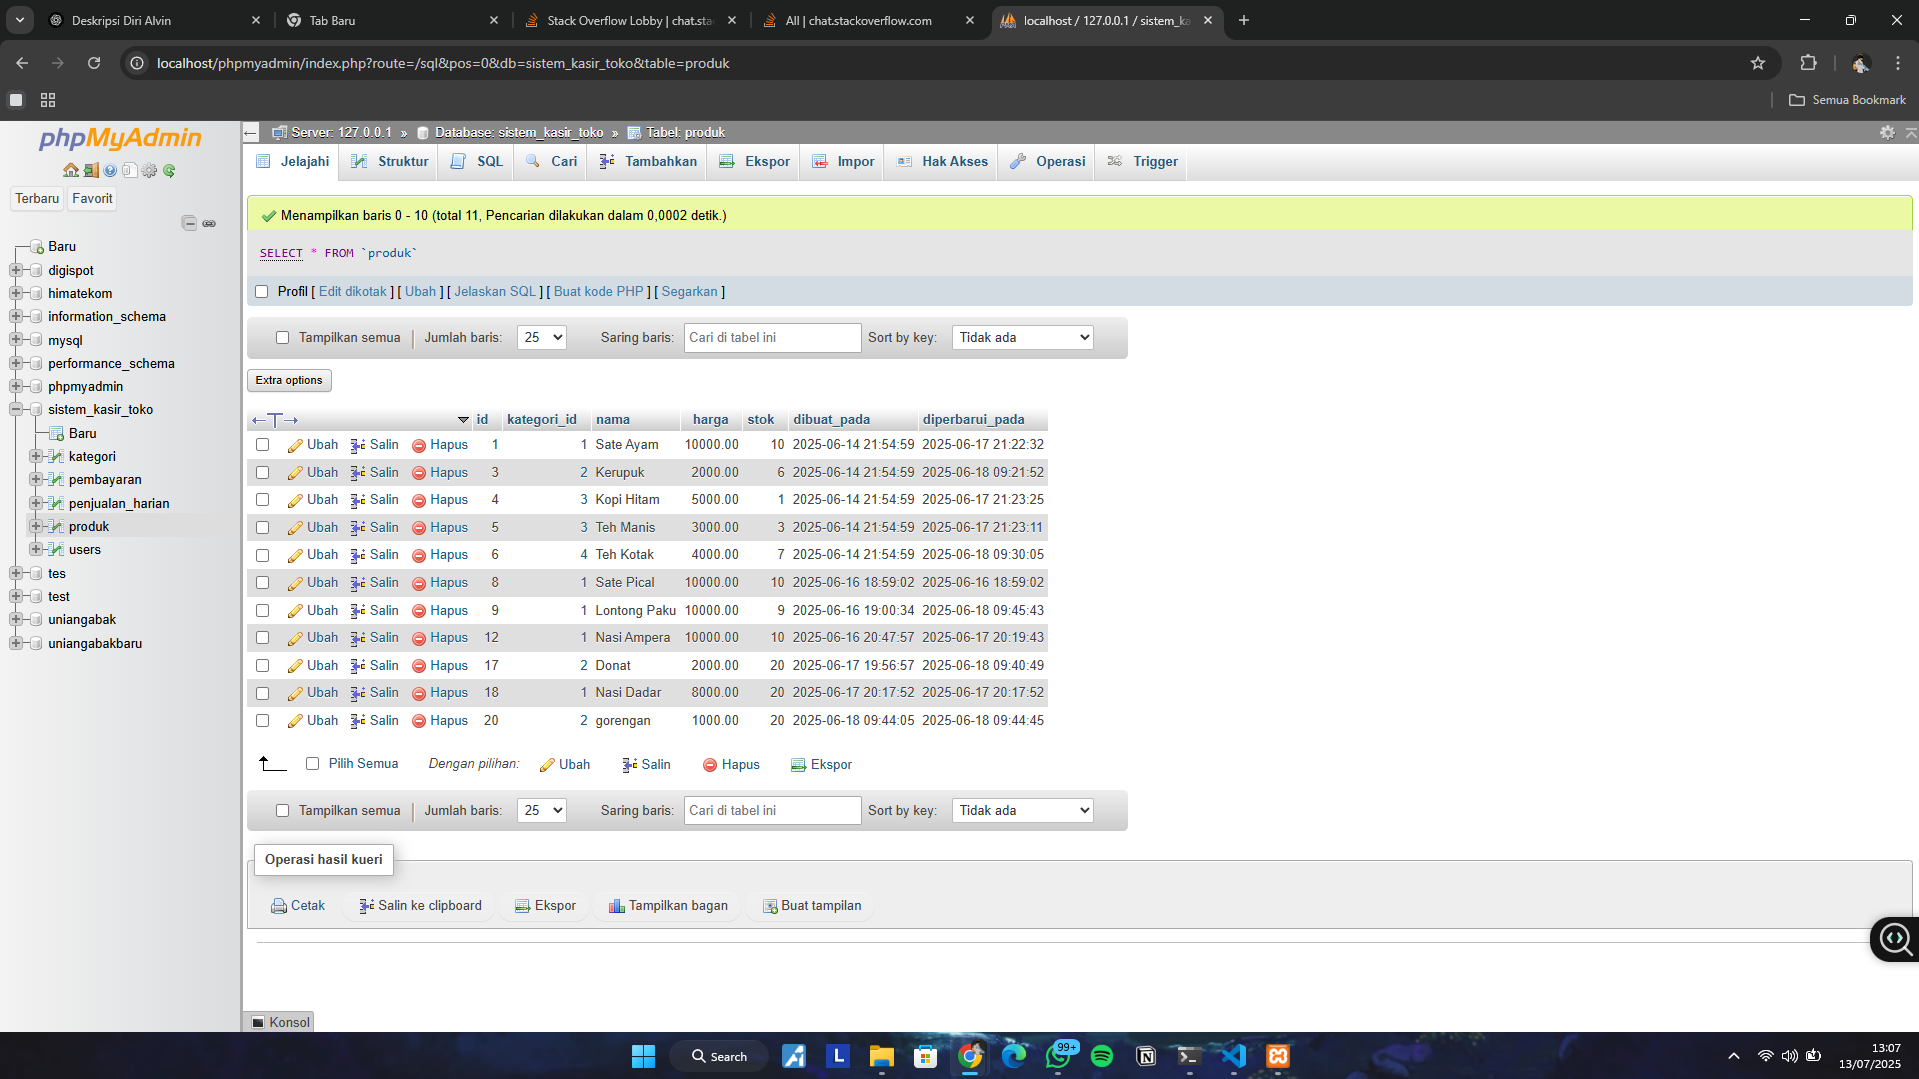 Deskripsi Diri Alvin
Tab Baru
Stack Overflow Lobby | chat.sta
All | chat.stackoverflow.com
localhost / 127.0.0.1 / sistem_ka
localhost/phpmyadmin/index.php?route=/sql&pos=0&db=sistem_kasir_toko&table=produk
Semua Bookmark
phpMyAdmin
Terbaru Favorit
Baru
digispot
himatekom
information_schema
mysql
performance_schema
phpmyadmin
sistem_kasir_toko
Baru
kategori
pembayaran
penjualan_harian
produk
users
tes
test
uniangabak
uniangabakbaru
Server: 127.0.0.1 » Database: sistem_kasir_toko » Tabel: produk
Jelajahi Struktur SQL Cari Tambahkan Ekspor Impor Hak Akses Operasi Trigger
Menampilkan baris 0 - 10 (total 11, Pencarian dilakukan dalam 0,0002 detik.)
SELECT * FROM `produk`
Profil [ Edit dikotak ] [ Ubah ] [ Jelaskan SQL ] [ Buat kode PHP ] [ Segarkan ]
Tampilkan semua Jumlah baris: 25 Saring baris: Cari di tabel ini Sort by key: Tidak ada
Extra options
id kategori_id nama harga stok dibuat_pada diperbarui_pada
Ubah Salin Hapus 1 1 Sate Ayam 10000.00 10 2025-06-14 21:54:59 2025-06-17 21:22:32
Ubah Salin Hapus 3 2 Kerupuk 2000.00 6 2025-06-14 21:54:59 2025-06-18 09:21:52
Ubah Salin Hapus 4 3 Kopi Hitam 5000.00 1 2025-06-14 21:54:59 2025-06-17 21:23:25
Ubah Salin Hapus 5 3 Teh Manis 3000.00 3 2025-06-14 21:54:59 2025-06-17 21:23:11
Ubah Salin Hapus 6 4 Teh Kotak 4000.00 7 2025-06-14 21:54:59 2025-06-18 09:30:05
Ubah Salin Hapus 8 1 Sate Pical 10000.00 10 2025-06-16 18:59:02 2025-06-16 18:59:02
Ubah Salin Hapus 9 1 Lontong Paku 10000.00 9 2025-06-16 19:00:34 2025-06-18 09:45:43
Ubah Salin Hapus 12 1 Nasi Ampera 10000.00 10 2025-06-16 20:47:57 2025-06-17 20:19:43
Ubah Salin Hapus 17 2 Donat 2000.00 20 2025-06-17 19:56:57 2025-06-18 09:40:49
Ubah Salin Hapus 18 1 Nasi Dadar 8000.00 20 2025-06-17 20:17:52 2025-06-17 20:17:52
Ubah Salin Hapus 20 2 gorengan 1000.00 20 2025-06-18 09:44:05 2025-06-18 09:44:45
Pilih Semua Dengan pilihan: Ubah Salin Hapus Ekspor
Tampilkan semua Jumlah baris: 25 Saring baris: Cari di tabel ini Sort by key: Tidak ada
Operasi hasil kueri
Cetak Salin ke clipboard Ekspor Tampilkan bagan Buat tampilan
Konsol
Search
L
99+
13:07
13/07/2025